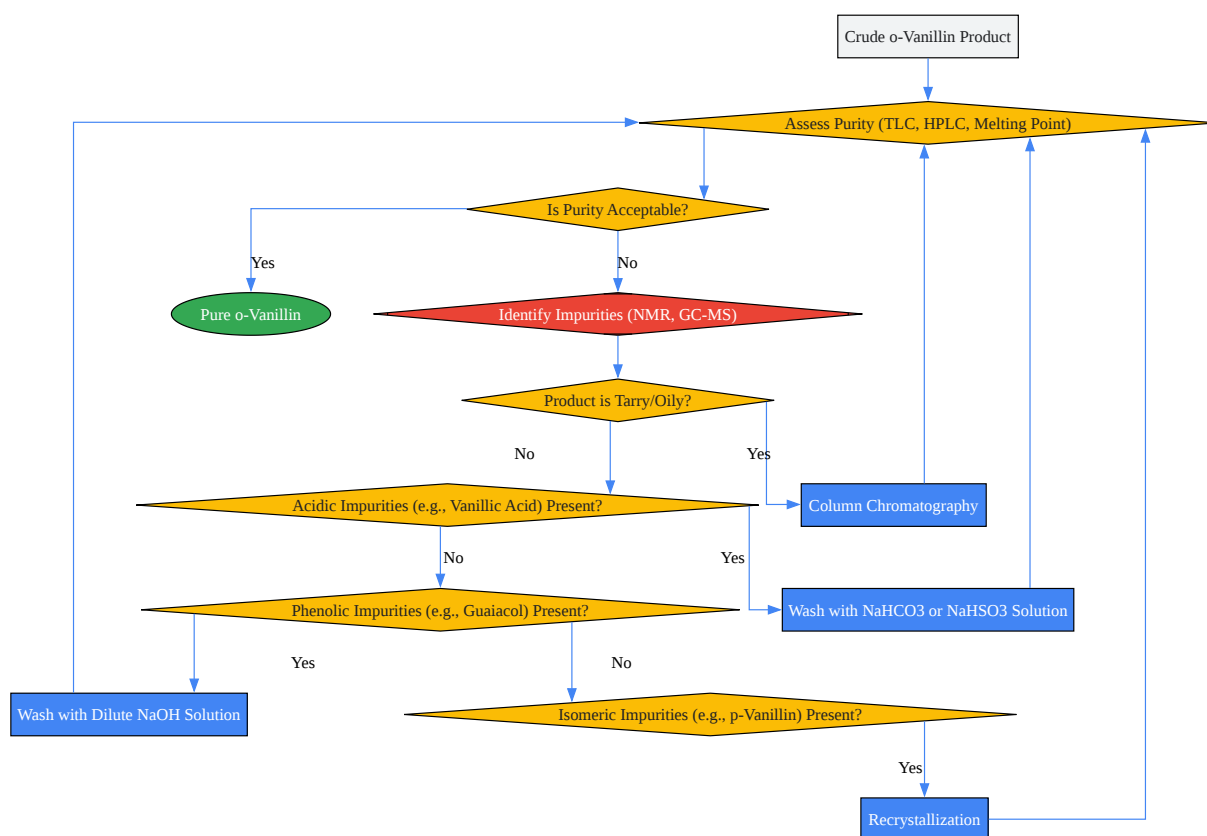 Crude o-Vanillin Product
Assess Purity (TLC, HPLC, Melting Point)
Is Purity Acceptable?
Yes
No
Pure o-Vanillin
Identify Impurities (NMR, GC-MS)
Product is Tarry/Oily?
No
Yes
Acidic Impurities (e.g., Vanillic Acid) Present?
Column Chromatography
No
Yes
Phenolic Impurities (e.g., Guaiacol) Present?
Wash with NaHCO3 or NaHSO3 Solution
Yes
No
Wash with Dilute NaOH Solution
Isomeric Impurities (e.g., p-Vanillin) Present?
Yes
Recrystallization